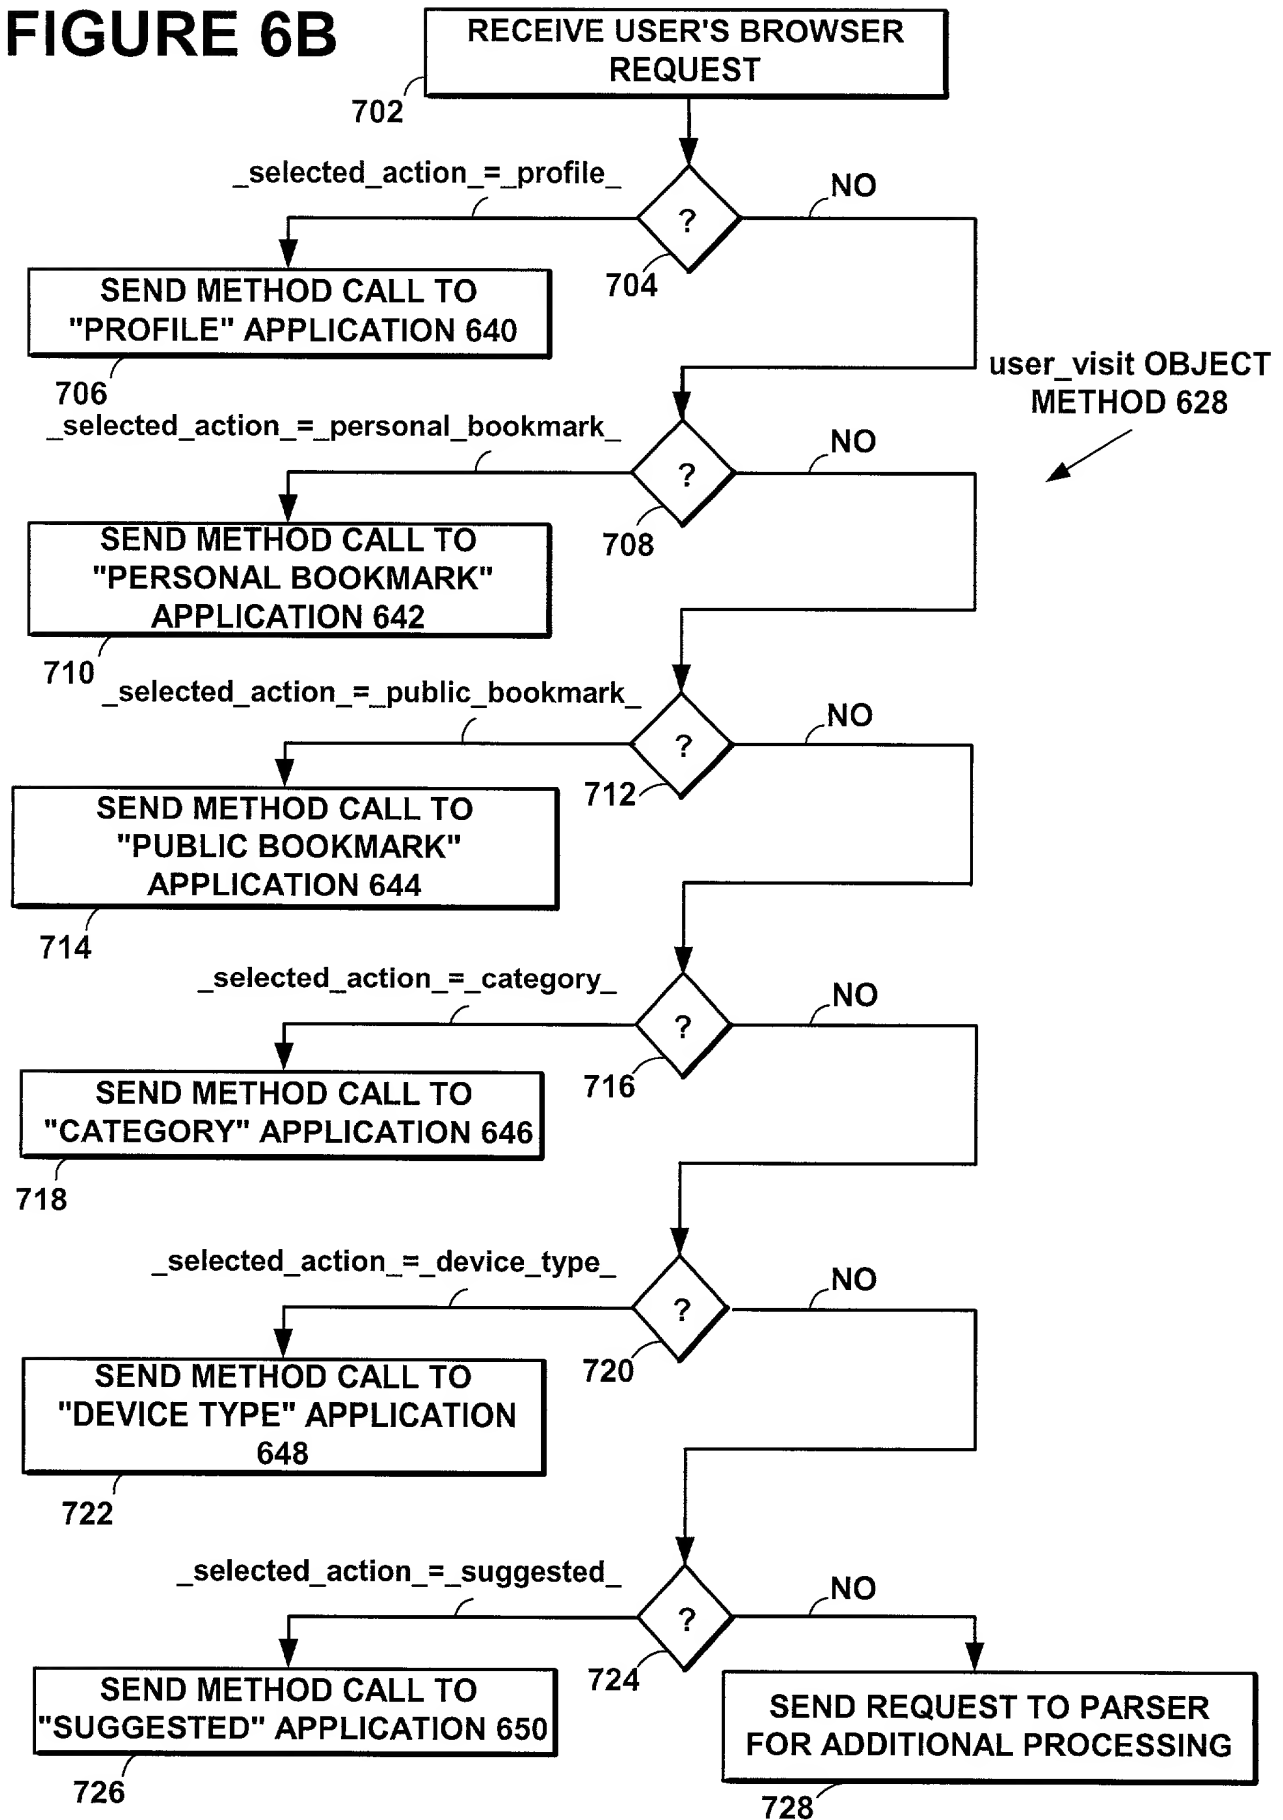 FIGURE 6B
RECEIVE USER'S BROWSER
REQUEST
702
_selected_action_=_profile_
NO
?
704
SEND METHOD CALL TO
"PROFILE" APPLICATION 640
706
user_visit OBJECT
METHOD 628
_selected_action_=_personal_bookmark_
NO
?
708
SEND METHOD CALL TO
"PERSONAL BOOKMARK"
APPLICATION 642
710
_selected_action_=_public_bookmark_
NO
?
712
SEND METHOD CALL TO
"PUBLIC BOOKMARK"
APPLICATION 644
714
_selected_action_=_category_
NO
?
716
SEND METHOD CALL TO
"CATEGORY" APPLICATION 646
718
_selected_action_=_device_type_
NO
?
720
SEND METHOD CALL TO
"DEVICE TYPE" APPLICATION
648
722
_selected_action_=_suggested_
NO
?
724
SEND METHOD CALL TO
"SUGGESTED" APPLICATION 650
726
SEND REQUEST TO PARSER
FOR ADDITIONAL PROCESSING
728